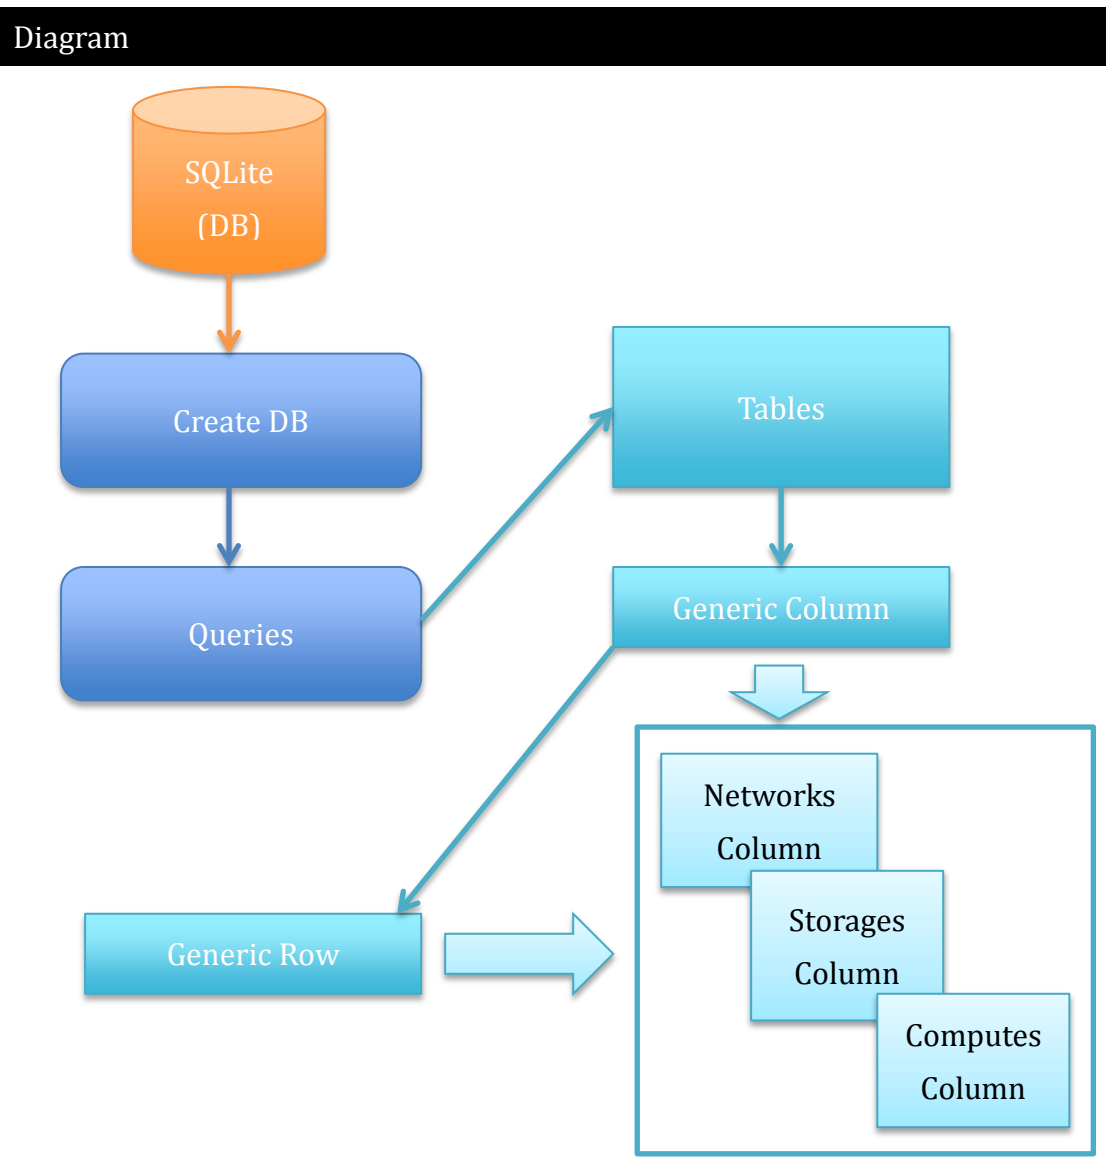 Diagram
SQLite
(DB)
Create DB
Queries
Tables
Generic Column
Networks
Column
Storages
Column
Computes
Column
Generic Row